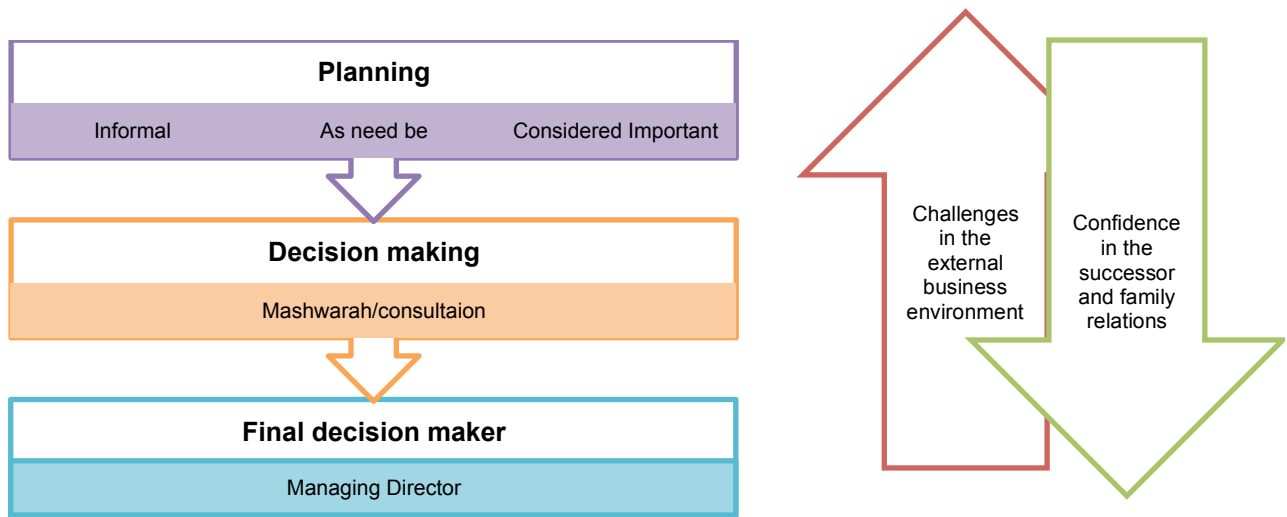 Planning
Informal As need be Considered Important
Decision making
Mashwarah/consultaion
Final decision maker
Managing Director
Challenges
in the
external
business
environment
Confidence
in the
successor
and family
relations